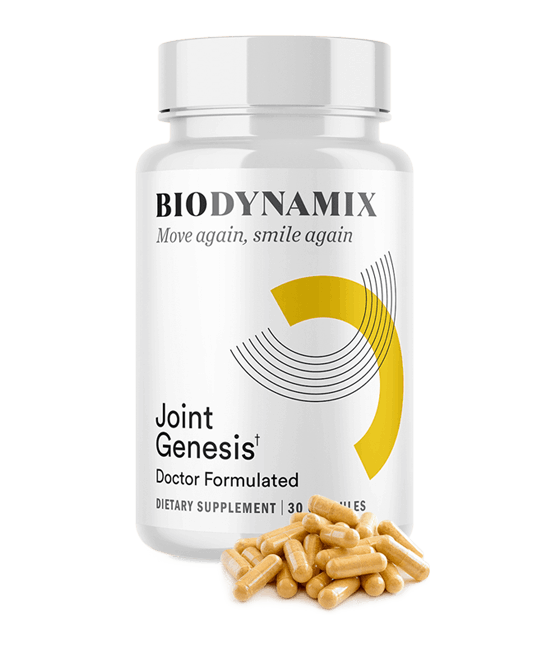 BIODYNAMIX
Move again, smile again
Joint
Genesis†
Doctor Formulated
DIETARY SUPPLEMENT | 30